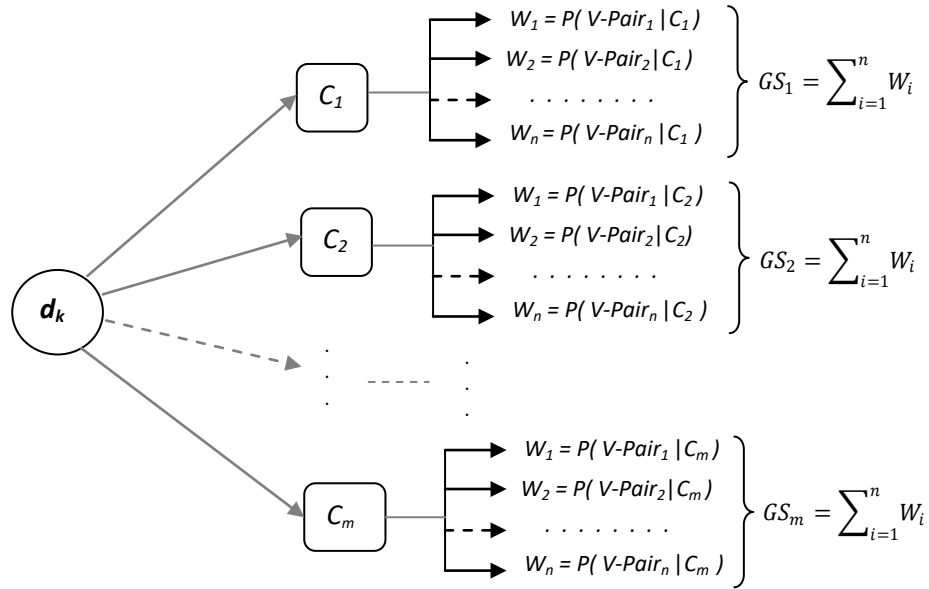 W₁ = P( V-Pair₁ |C₁)
W₂ = P( V-Pair₂|C₁)
. . . . . . . .
Wₙ = P( V-Pairₙ |C₁ )
C₁
GS₁ = ∑ᵢ₌₁ⁿ Wᵢ
W₁ = P( V-Pair₁ |C₂)
W₂ = P( V-Pair₂|C₂)
. . . . . . . .
Wₙ = P( V-Pairₙ |C₂ )
C₂
GS₂ = ∑ᵢ₌₁ⁿ Wᵢ
dₖ
W₁ = P( V-Pair₁ |Cₘ)
W₂ = P( V-Pair₂|Cₘ)
. . . . . . . .
Wₙ = P( V-Pairₙ |Cₘ )
Cₘ
GSₘ = ∑ᵢ₌₁ⁿ Wᵢ